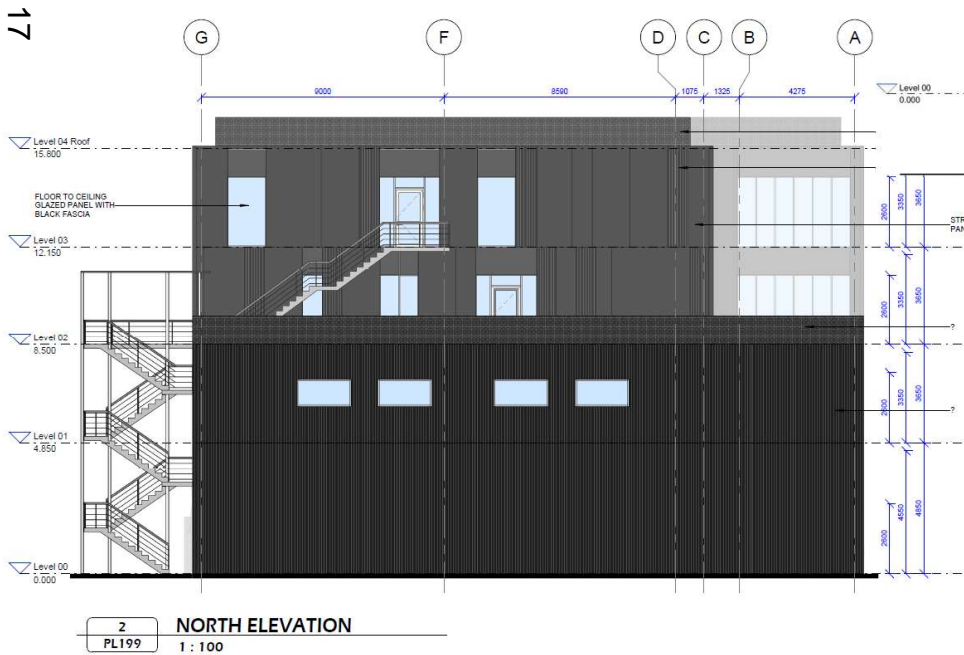 17
G
F
D
C
B
A
9000
8590
1075
1325
4275
Level 00
0.000
Level 04 Roof
15.800
FLOOR TO CEILING
GLAZED PANEL WITH
BLACK FASCIA
2600
3350
3650
STR
PAN
Level 03
12.150
2600
3350
3650
?
Level 02
8.500
2600
3350
3650
?
Level 01
4.850
2600
4550
4850
Level 00
0.000
2
PL199
NORTH ELEVATION
1 : 100